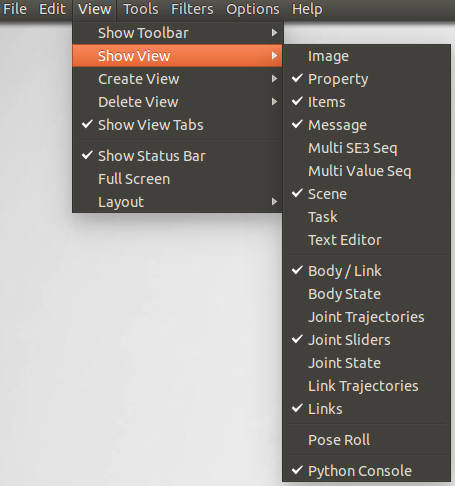 File Edit View Tools Filters Options Help
Show Toolbar
Show View
Create View
Delete View
Show View Tabs
Show Status Bar
Full Screen
Layout
Image
Property
Items
Message
Multi SE3 Seq
Multi Value Seq
Scene
Task
Text Editor
Body / Link
Body State
Joint Trajectories
Joint Sliders
Joint State
Link Trajectories
Links
Pose Roll
Python Console